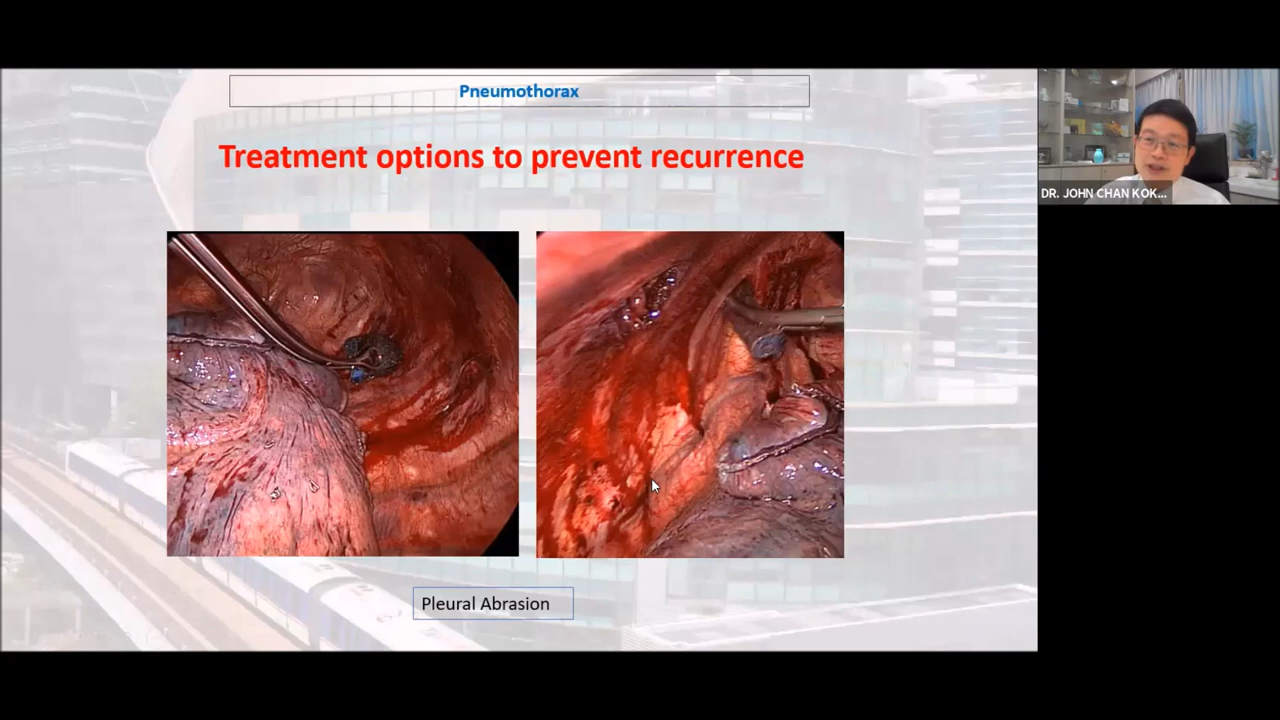 Pneumothorax
Treatment options to prevent recurrence
Pleural Abrasion
DR. JOHN CHAN KOK...